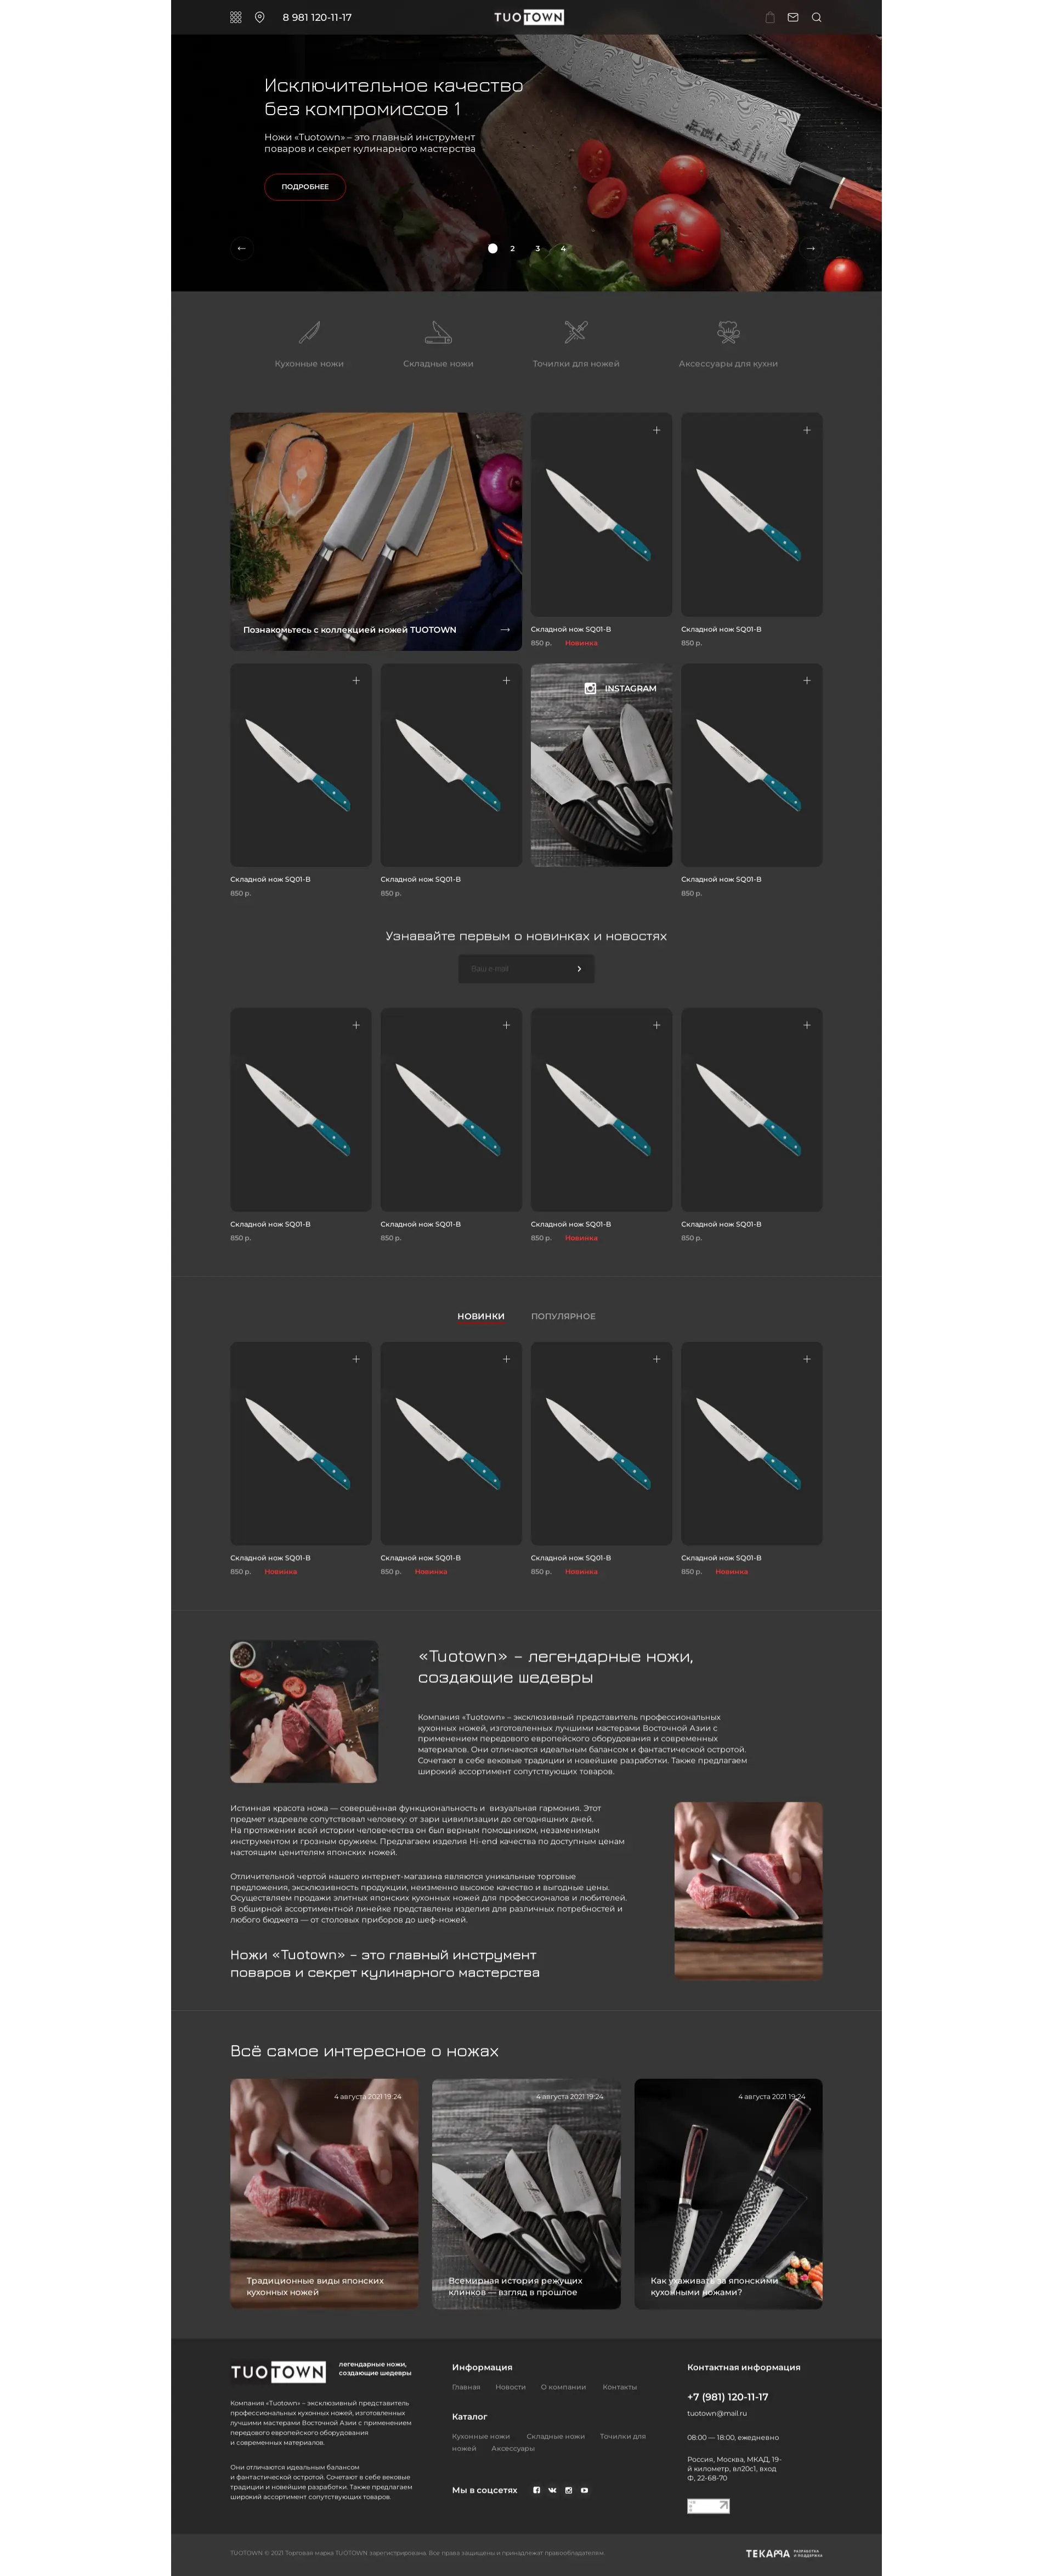 8 981 120-11-17
TUOTOWN
Исключительное качество
без компромиссов 1
Ножи «Tuotown» – это главный инструмент
поваров и секрет кулинарного мастерства
ПОДРОБНЕЕ
2 3 4
Кухонные ножи
Складные ножи
Точилки для ножей
Аксессуары для кухни
Познакомьтесь с коллекцией ножей TUOTOWN
Складной нож SQ01-B
850 р. Новинка
Складной нож SQ01-B
850 р.
INSTAGRAM
Складной нож SQ01-B
850 р.
Складной нож SQ01-B
850 р.
Складной нож SQ01-B
850 р.
Узнавайте первым о новинках и новостях
Ваш e-mail
Складной нож SQ01-B
850 р.
Складной нож SQ01-B
850 р.
Складной нож SQ01-B
850 р. Новинка
Складной нож SQ01-B
850 р.
НОВИНКИ
ПОПУЛЯРНОЕ
Складной нож SQ01-B
850 р. Новинка
Складной нож SQ01-B
850 р. Новинка
Складной нож SQ01-B
850 р. Новинка
Складной нож SQ01-B
850 р. Новинка
«Tuotown» – легендарные ножи,
создающие шедевры
Компания «Tuotown» – эксклюзивный представитель профессиональных
кухонных ножей, изготовленных лучшими мастерами Восточной Азии с
применением передового европейского оборудования и современных
материалов. Они отличаются идеальным балансом и фантастической остротой.
Сочетают в себе вековые традиции и новейшие разработки. Также предлагаем
широкий ассортимент сопутствующих товаров.
Истинная красота ножа — совершённая функциональность и визуальная гармония. Этот
предмет издревле сопутствовал человеку: от зари цивилизации до сегодняшних дней.
На протяжении всей истории человечества он был верным помощником, незаменимым
инструментом и грозным оружием. Предлагаем изделия Hi-end качества по доступным ценам
настоящим ценителям японских ножей.
Отличительной чертой нашего интернет-магазина являются уникальные торговые
предложения, эксклюзивность продукции, неизменно высокое качество и выгодные цены.
Осуществляем продажи элитных японских кухонных ножей для профессионалов и любителей.
В обширной ассортиментной линейке представлены изделия для различных потребностей и
любого бюджета — от столовых приборов до шеф-ножей.
Ножи «Tuotown» – это главный инструмент
поваров и секрет кулинарного мастерства
Всё самое интересное о ножах
4 августа 2021 19:24
Традиционные виды японских
кухонных ножей
4 августа 2021 19:24
Всемирная история режущих
клинков — взгляд в прошлое
4 августа 2021 19:24
Как ухаживать за японскими
кухонными ножами?
TUOTOWN
легендарные ножи,
создающие шедевры
Компания «Tuotown» – эксклюзивный представитель
профессиональных кухонных ножей, изготовленных
лучшими мастерами Восточной Азии с применением
передового европейского оборудования
и современных материалов.
Они отличаются идеальным балансом
и фантастической остротой. Сочетают в себе вековые
традиции и новейшие разработки. Также предлагаем
широкий ассортимент сопутствующих товаров.
Информация
Главная Новости О компании Контакты
Каталог
Кухонные ножи Складные ножи Точилки для
ножей Аксессуары
Мы в соцсетях
Контактная информация
+7 (981) 120-11-17
tuotown@mail.ru
08:00 — 18:00, ежедневно
Россия, Москва, МКАД, 19-
й километр, вл20с1, вход
Ф, 22-68-70
TUOTOWN © 2021 Торговая марка TUOTOWN зарегистрирована. Все права защищены и принадлежат правообладателям.
ТЕКАМА
РАЗРАБОТКА
И ПОДДЕРЖКА